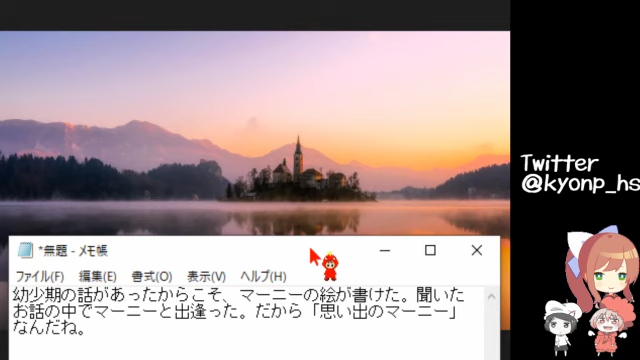 Twitter
@kyonp_hs
*無題 - メモ帳
ファイル(F) 編集(E) 書式(O) 表示(V) ヘルプ(H)
幼少期の話があったからこそ、マーニーの絵が書けた。聞いた
お話の中でマーニーと出逢った。だから「思い出のマーニー」
なんだね。